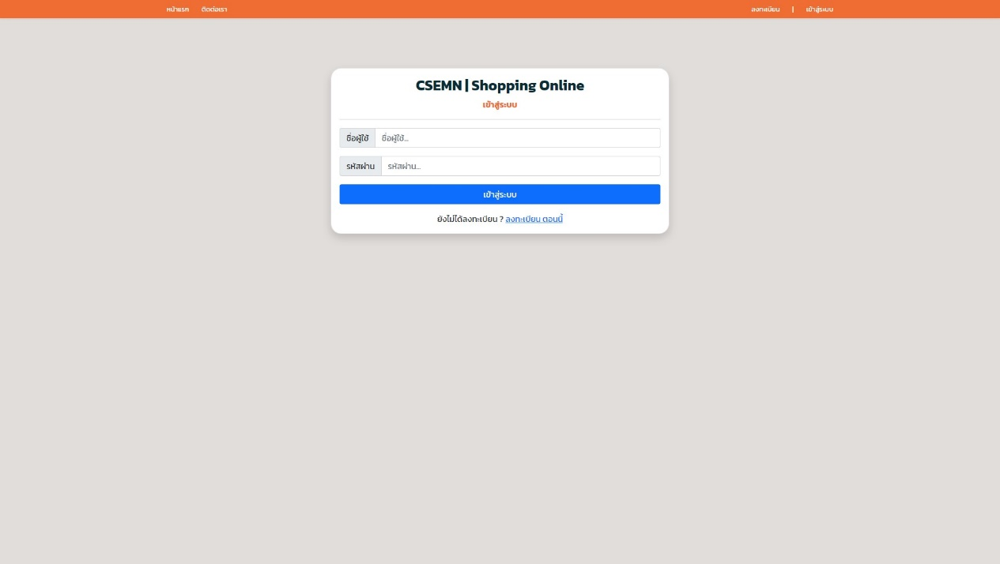 หน้าแรก ติดต่อเรา ลงทะเบียน | เข้าสู่ระบบ
CSEMN | Shopping Online
เข้าสู่ระบบ
ชื่อผู้ใช้ ชื่อผู้ใช้...
รหัสผ่าน รหัสผ่าน...
เข้าสู่ระบบ
ยังไม่ได้ลงทะเบียน ? ลงทะเบียน ตอนนี้